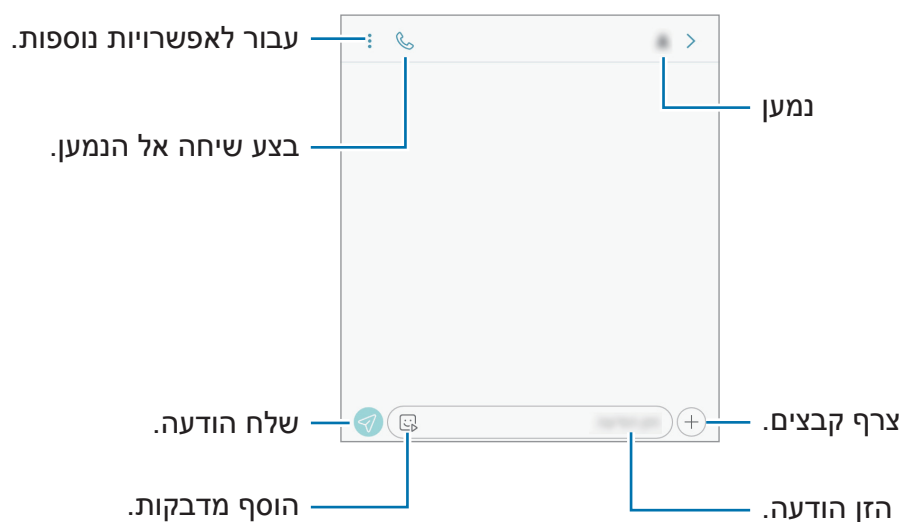 עבור לאפשרויות נוספות.
נמען
בצע שיחה אל הנמען.
צרף קבצים.
שלח הודעה.
הזן הודעה.
הוסף מדבקות.